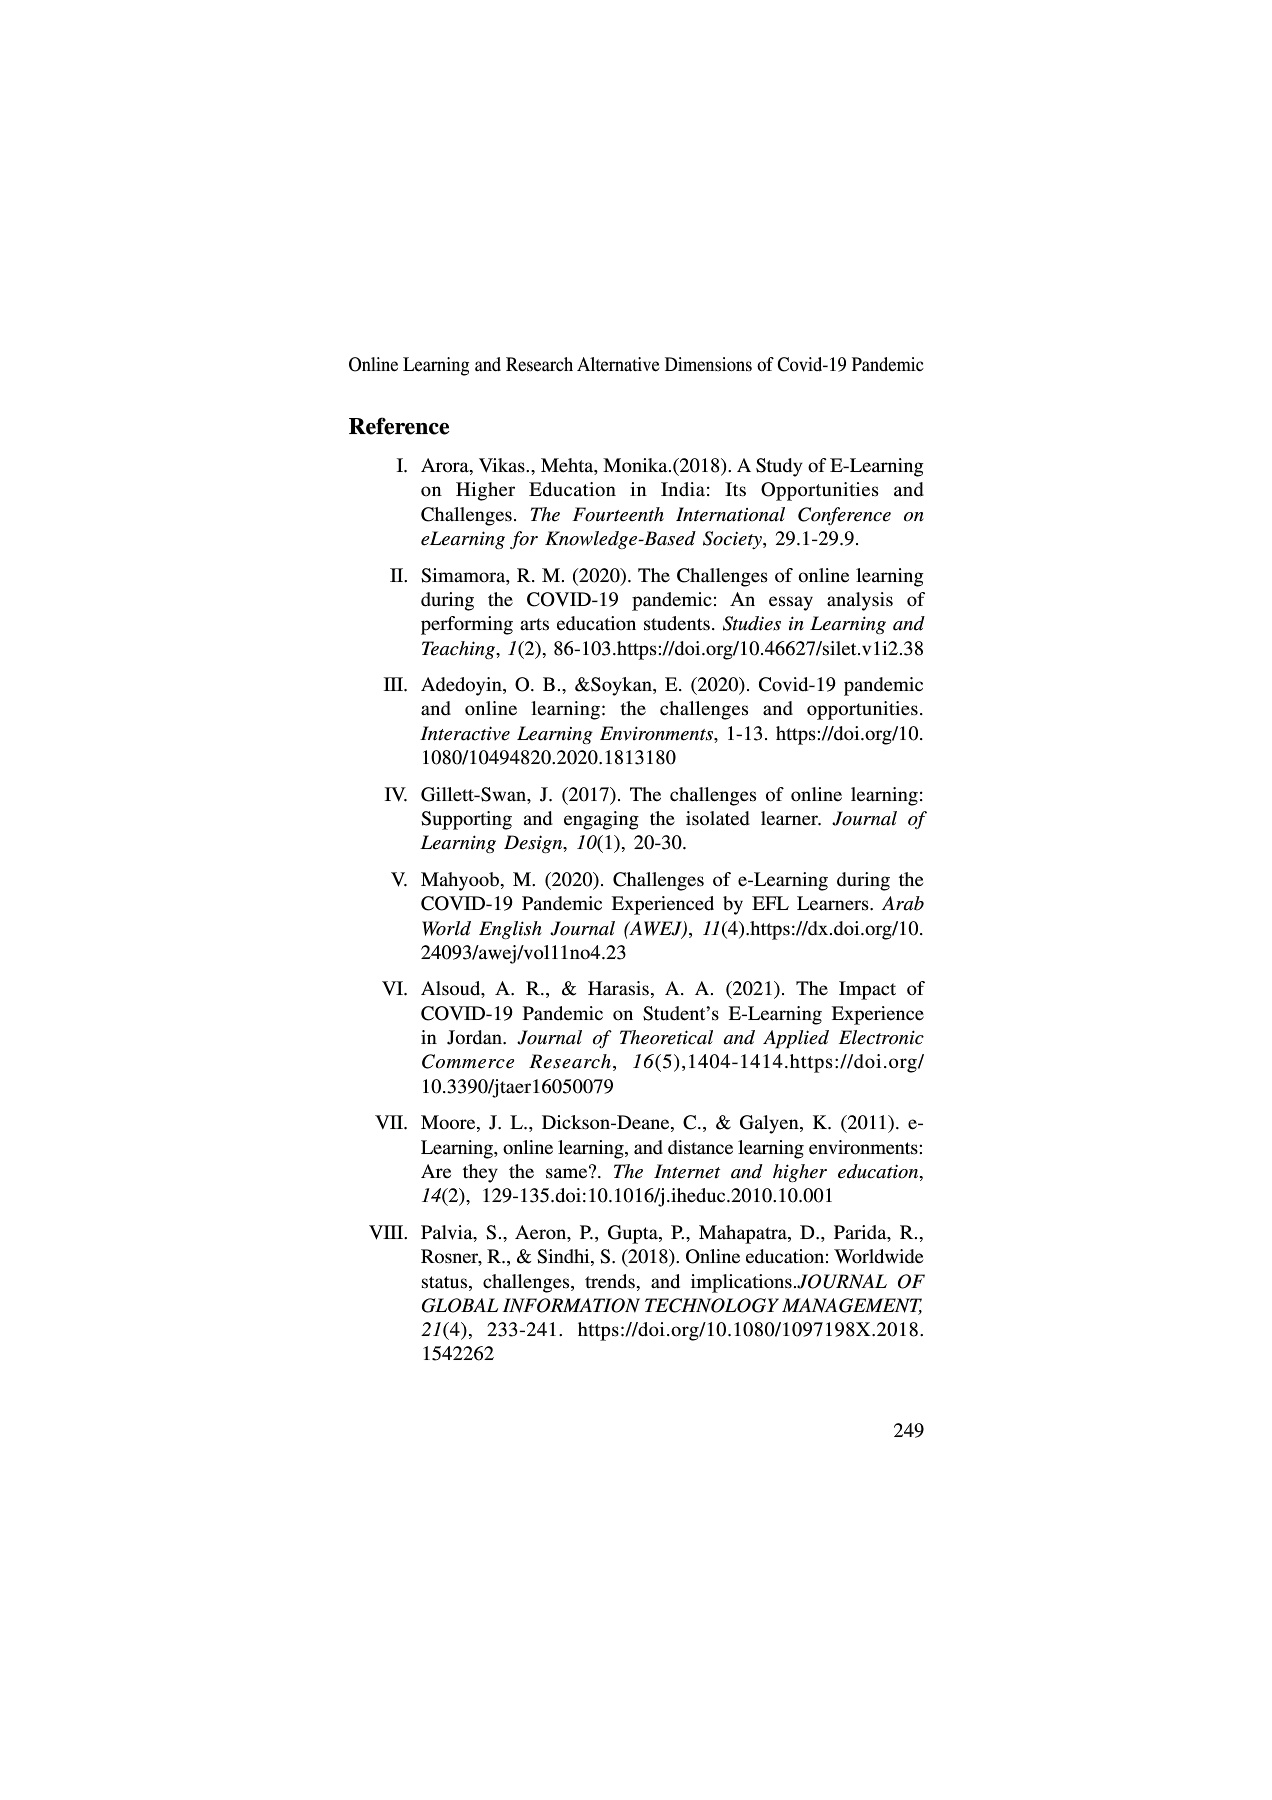 Online Learning and Research Alternative Dimensions of Covid-19 Pandemic
Reference
I. Arora, Vikas., Mehta, Monika.(2018). A Study of E-Learning
on Higher Education in India: Its Opportunities and
Challenges. The Fourteenth International Conference on
eLearning for Knowledge-Based Society, 29.1-29.9.
II. Simamora, R. M. (2020). The Challenges of online learning
during the COVID-19 pandemic: An essay analysis of
performing arts education students. Studies in Learning and
Teaching, 1(2), 86-103.https://doi.org/10.46627/silet.v1i2.38
III. Adedoyin, O. B., &Soykan, E. (2020). Covid-19 pandemic
and online learning: the challenges and opportunities.
Interactive Learning Environments, 1-13. https://doi.org/10.
1080/10494820.2020.1813180
IV. Gillett-Swan, J. (2017). The challenges of online learning:
Supporting and engaging the isolated learner. Journal of
Learning Design, 10(1), 20-30.
V. Mahyoob, M. (2020). Challenges of e-Learning during the
COVID-19 Pandemic Experienced by EFL Learners. Arab
World English Journal (AWEJ), 11(4).https://dx.doi.org/10.
24093/awej/vol11no4.23
VI. Alsoud, A. R., & Harasis, A. A. (2021). The Impact of
COVID-19 Pandemic on Student’s E-Learning Experience
in Jordan. Journal of Theoretical and Applied Electronic
Commerce Research, 16(5),1404-1414.https://doi.org/
10.3390/jtaer16050079
VII. Moore, J. L., Dickson-Deane, C., & Galyen, K. (2011). e-
Learning, online learning, and distance learning environments:
Are they the same?. The Internet and higher education,
14(2), 129-135.doi:10.1016/j.iheduc.2010.10.001
VIII. Palvia, S., Aeron, P., Gupta, P., Mahapatra, D., Parida, R.,
Rosner, R., & Sindhi, S. (2018). Online education: Worldwide
status, challenges, trends, and implications.JOURNAL OF
GLOBAL INFORMATION TECHNOLOGY MANAGEMENT,
21(4), 233-241. https://doi.org/10.1080/1097198X.2018.
1542262
249